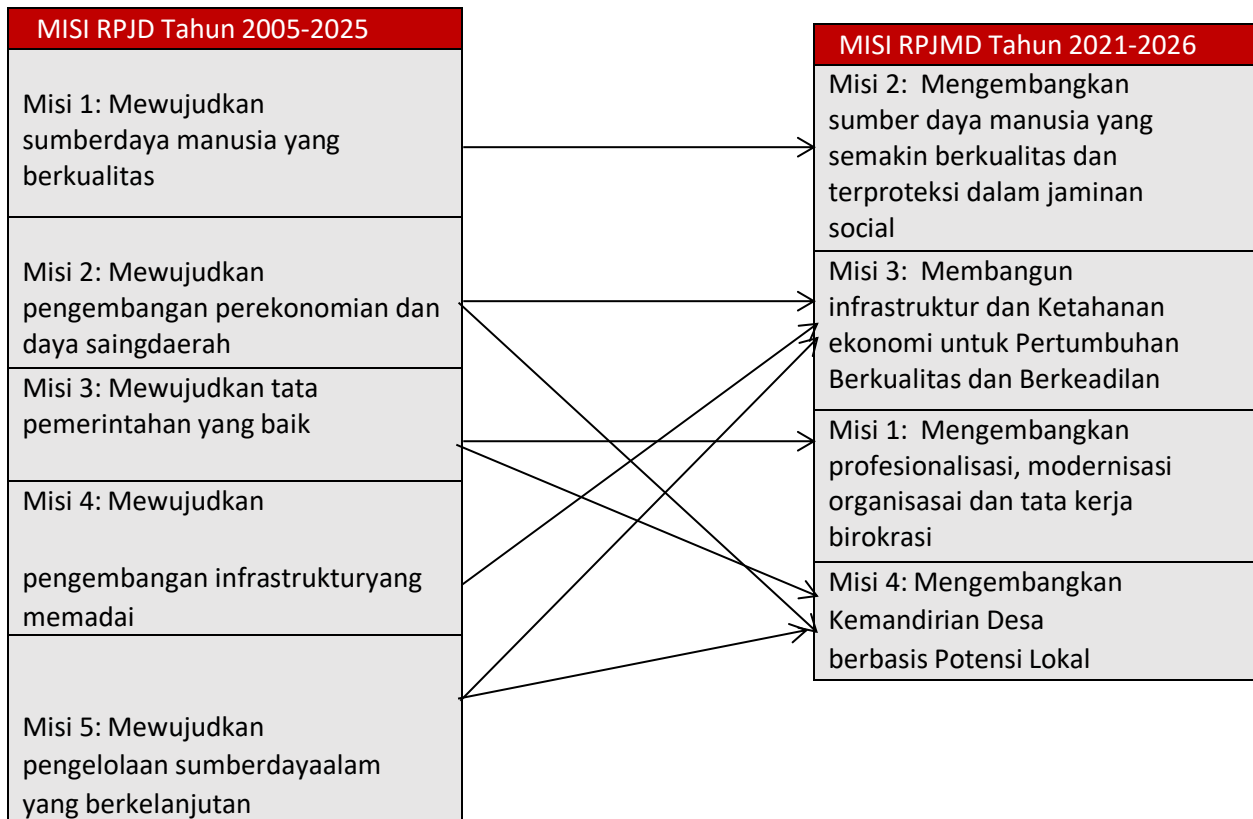 MISI RPJD Tahun 2005-2025
Misi 1: Mewujudkan
sumberdaya manusia yang
berkualitas
Misi 2: Mewujudkan
pengembangan perekonomian dan
daya saingdaerah
Misi 3: Mewujudkan tata
pemerintahan yang baik
Misi 4: Mewujudkan
pengembangan infrastrukturyang
memadai
Misi 5: Mewujudkan
pengelolaan sumberdayaalam
yang berkelanjutan
MISI RPJMD Tahun 2021-2026
Misi 2: Mengembangkan
sumber daya manusia yang
semakin berkualitas dan
terproteksi dalam jaminan
social
Misi 3: Membangun
infrastruktur dan Ketahanan
ekonomi untuk Pertumbuhan
Berkualitas dan Berkeadilan
Misi 1: Mengembangkan
profesionalisasi, modernisasi
organisasai dan tata kerja
birokrasi
Misi 4: Mengembangkan
Kemandirian Desa
berbasis Potensi Lokal